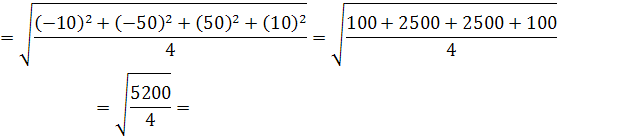 = √(((−10)² + (−50)² + (50)² + (10)²)/4) = √((100 + 2500 + 2500 + 100)/4)
= √(5200/4) =